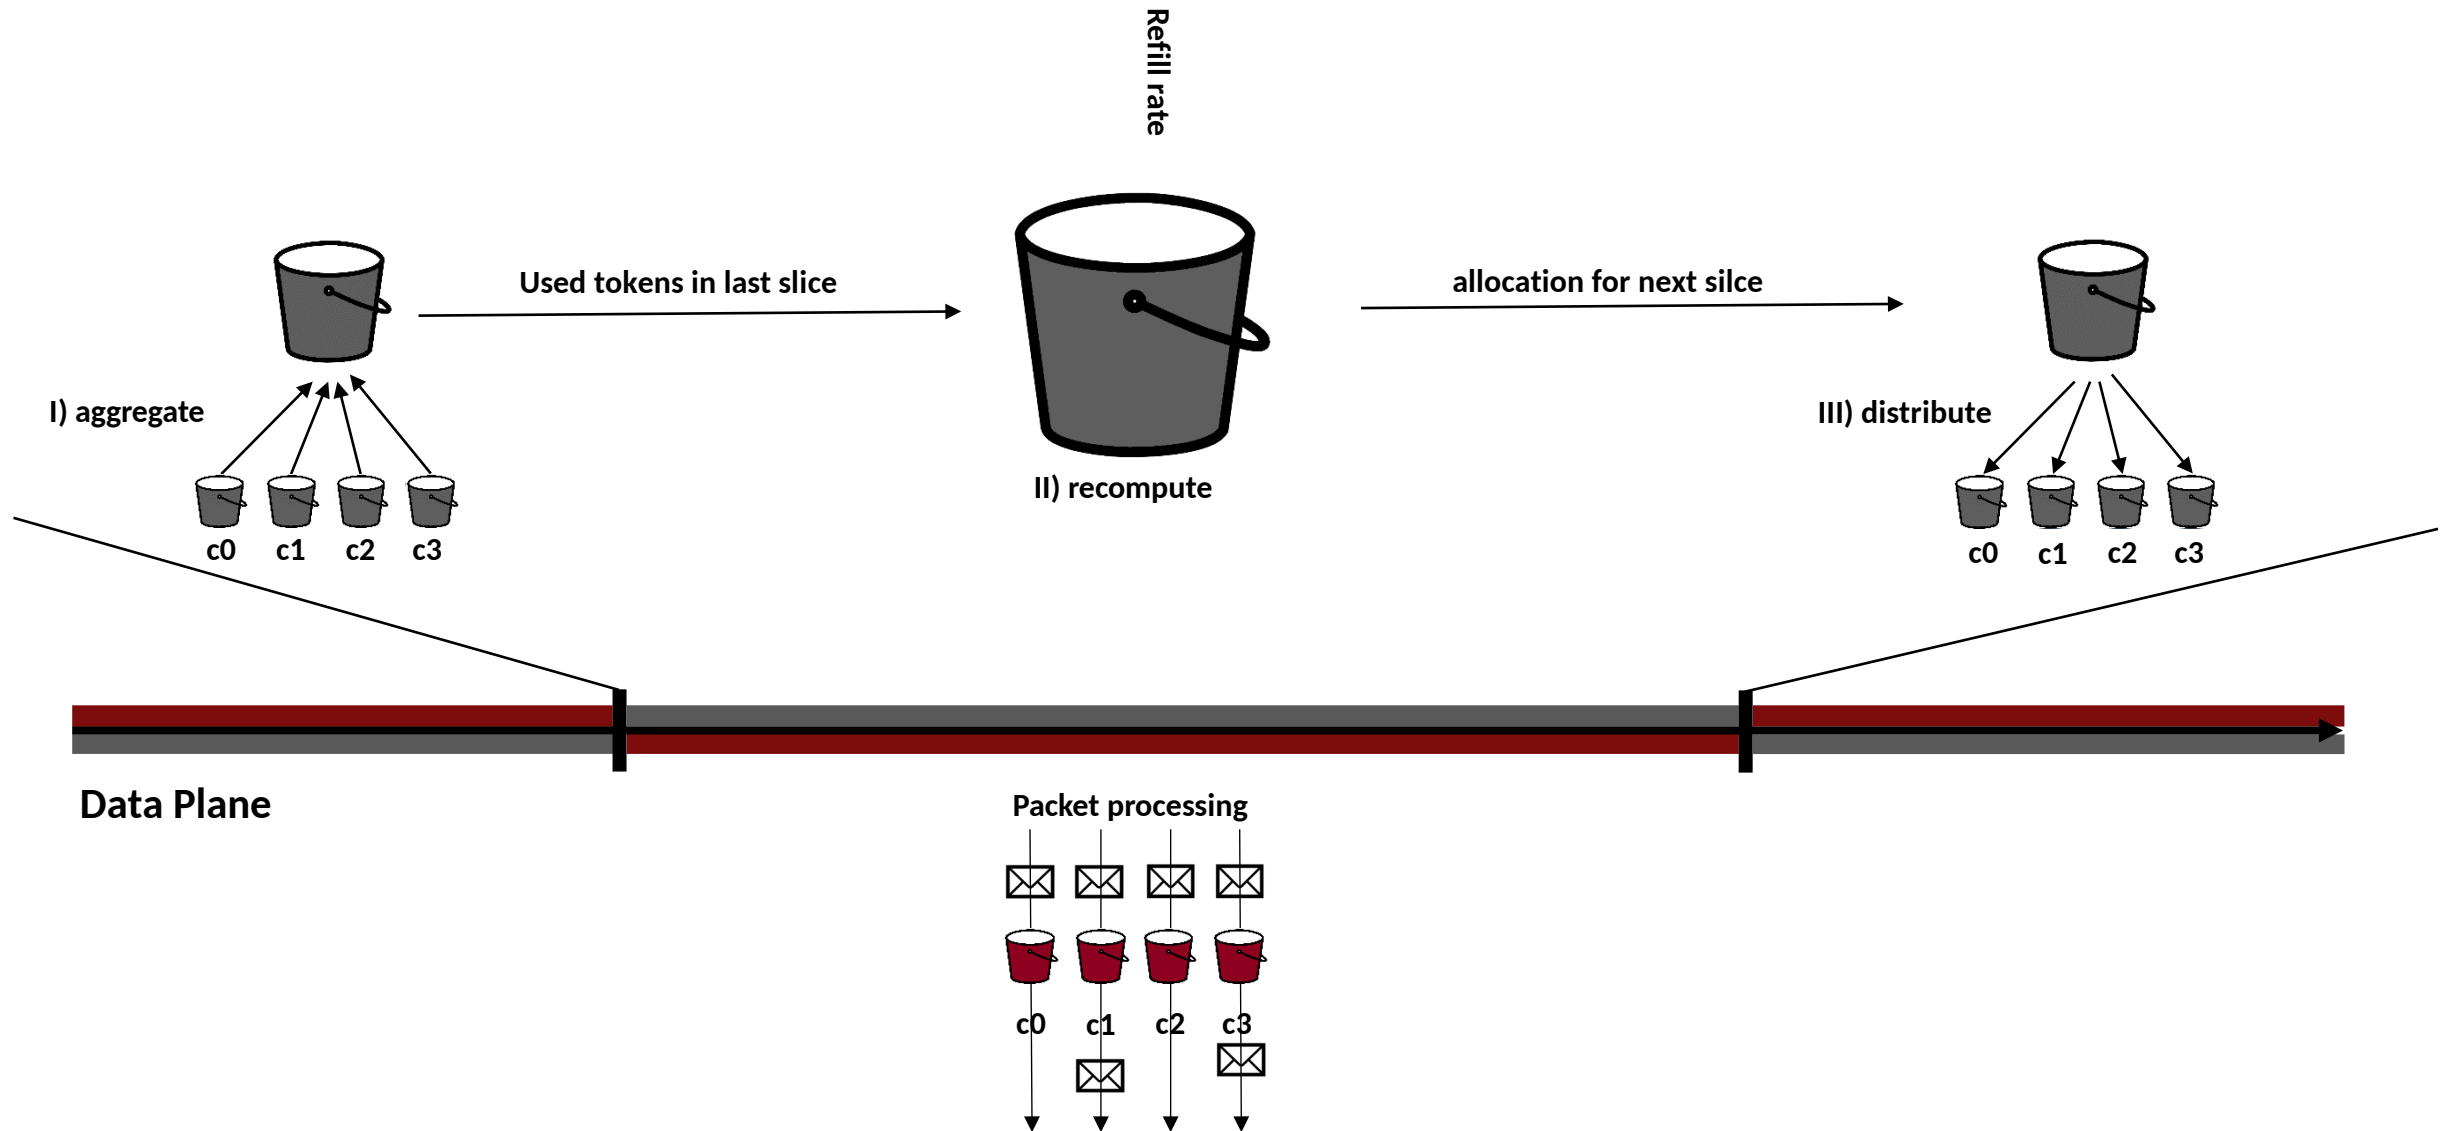 Refill rate
Used tokens in last slice
allocation for next silce
I) aggregate
III) distribute
II) recompute
c0 c1 c2 c3
c0 c1 c2 c3
Data Plane
Packet processing
c0 c1 c2 c3